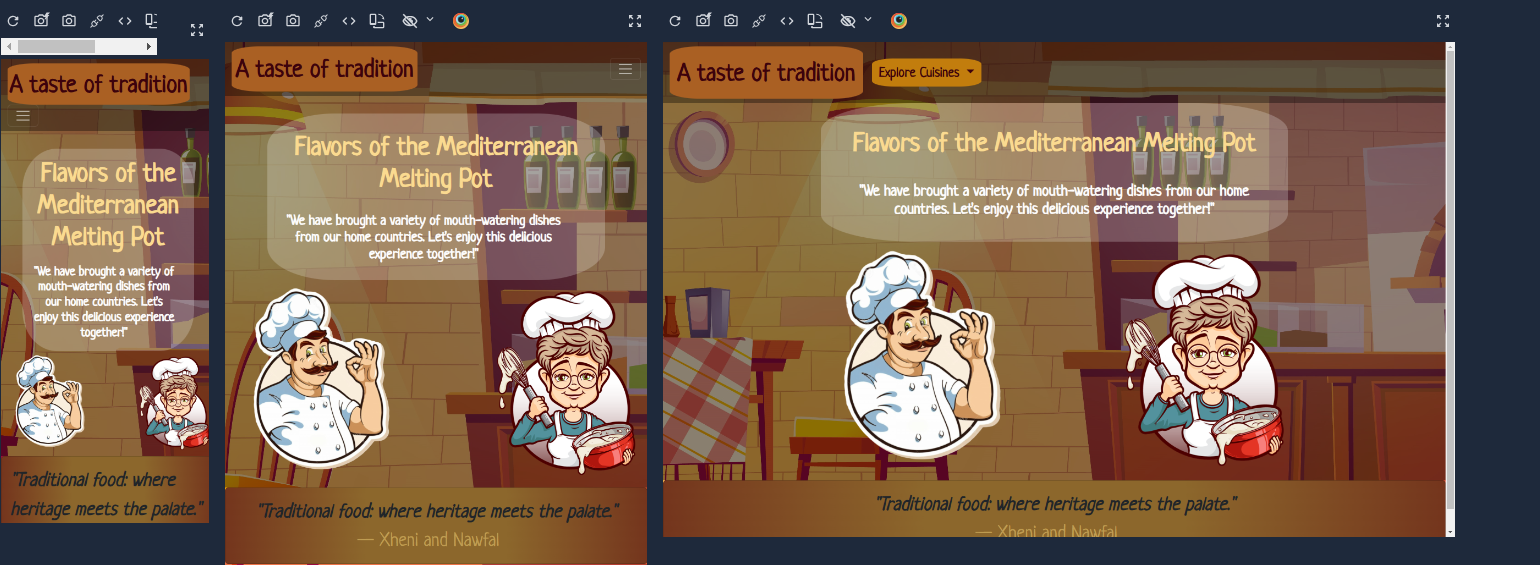 A taste of tradition
Flavors of the
Mediterranean
Melting Pot
"We have brought a variety of
mouth-watering dishes from
our home countries. Let's
enjoy this delicious experience
together!"
"Traditional food: where
heritage meets the palate."
A taste of tradition
Flavors of the Mediterranean
Melting Pot
"We have brought a variety of mouth-watering dishes
from our home countries. Let's enjoy this delicious
experience together!"
"Traditional food: where heritage meets the palate."
— Xheni and Nawfal
A taste of tradition
Explore Cuisines
Flavors of the Mediterranean Melting Pot
"We have brought a variety of mouth-watering dishes from our home
countries. Let's enjoy this delicious experience together!"
"Traditional food: where heritage meets the palate."
— Xheni and Nawfal